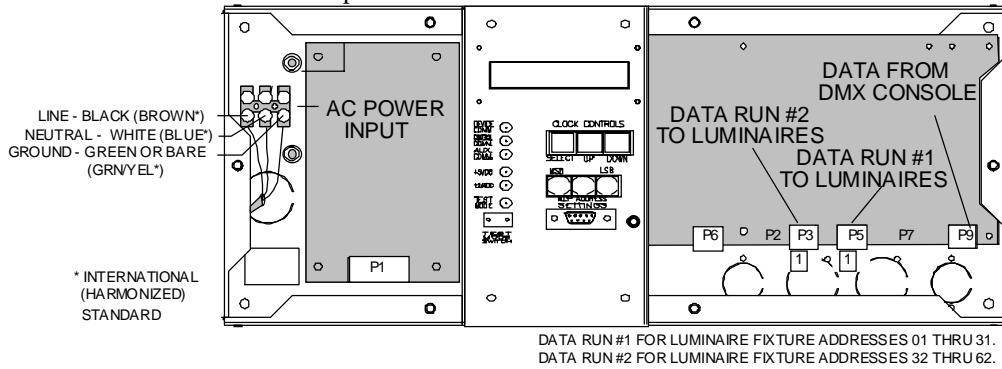 AC POWER
INPUT
LINE - BLACK (BROWN*)
NEUTRAL - WHITE (BLUE*)
GROUND - GREEN OR BARE
(GRN/YEL*)
* INTERNATIONAL
(HARMONIZED)
STANDARD
P1
CLOCK CONTROLS
SELECT UP DOWN
MSD LSB
ADDRESS
SETTINGS
DATA FROM
DMX CONSOLE
DATA RUN #2
TO LUMINAIRES
DATA RUN #1
TO LUMINAIRES
P6 P2 P3 P5 P7 P9
1 1
DATA RUN #1 FOR LUMINAIRE FIXTURE ADDRESSES 01 THRU 31.
DATA RUN #2 FOR LUMINAIRE FIXTURE ADDRESSES 32 THRU 62.